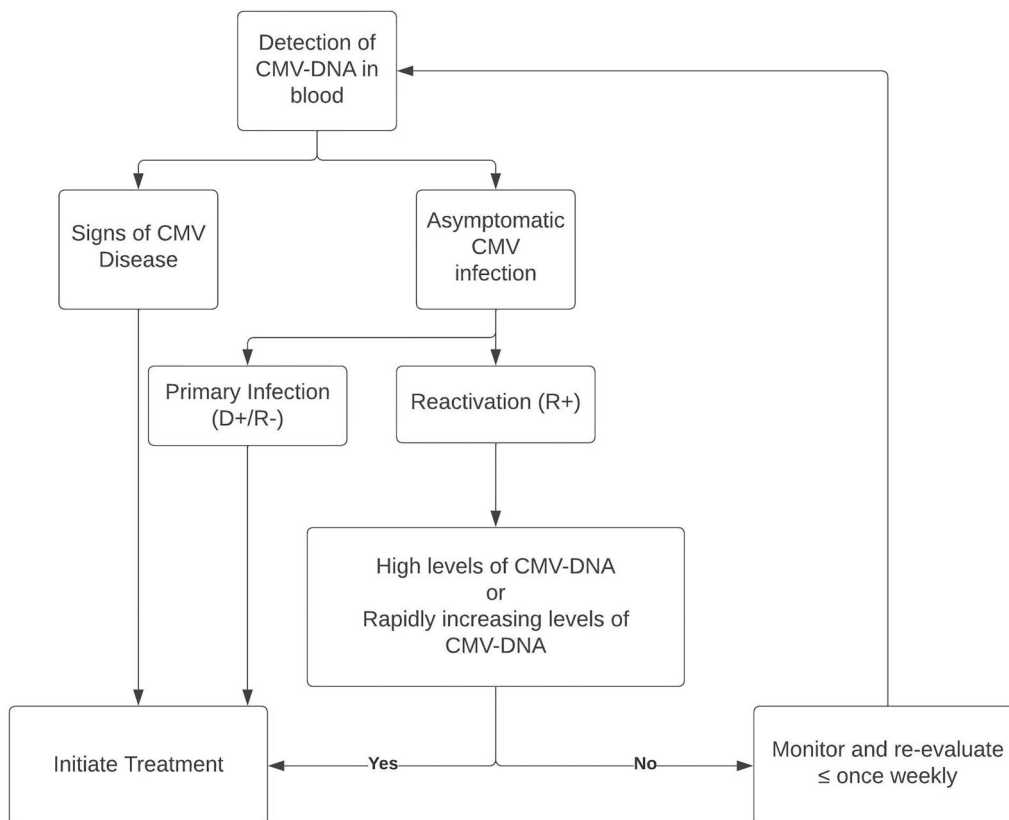 Detection of
CMV-DNA in
blood
Signs of CMV
Disease
Asymptomatic
CMV
infection
Primary Infection
(D+/R-)
Reactivation (R+)
High levels of CMV-DNA
or
Rapidly increasing levels of
CMV-DNA
Initiate Treatment
Yes
No
Monitor and re-evaluate
≤ once weekly